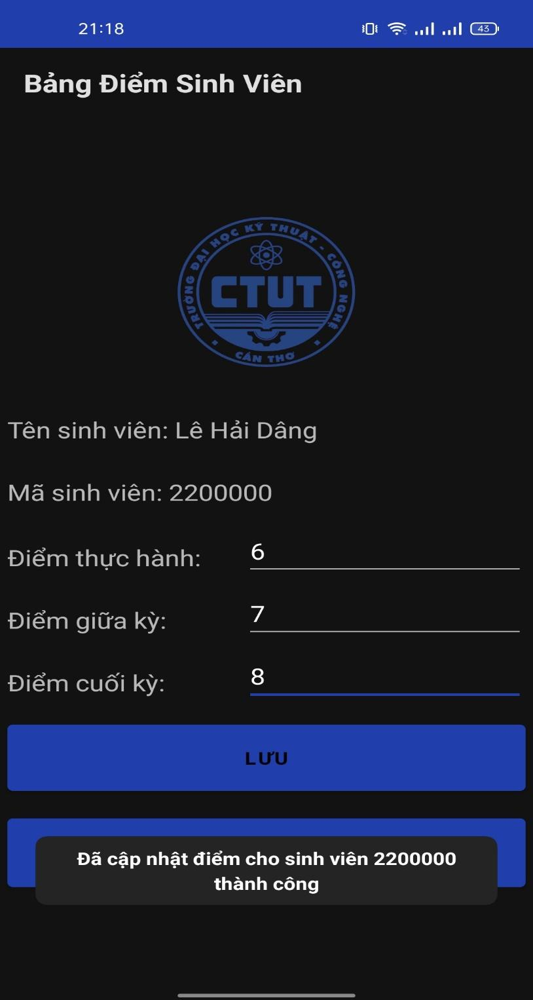 21:18
43
Bảng Điểm Sinh Viên
TRƯỜNG ĐẠI HỌC KỸ THUẬT - CÔNG NGHỆ
CTUT
CẦN THƠ
Tên sinh viên: Lê Hải Dâng
Mã sinh viên: 2200000
Điểm thực hành: 6
Điểm giữa kỳ: 7
Điểm cuối kỳ: 8
LƯU
Đã cập nhật điểm cho sinh viên 2200000
thành công